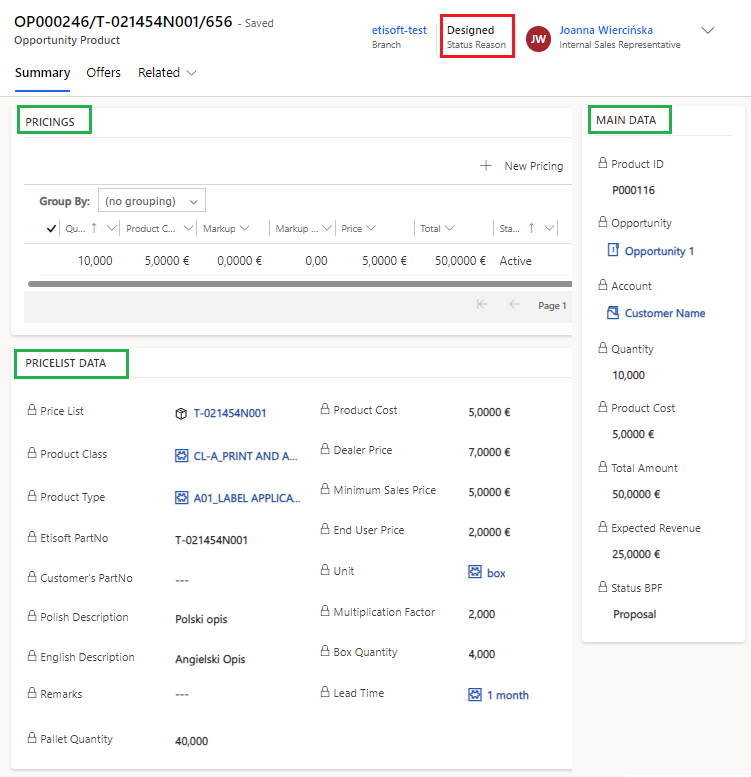 OP000246/T-021454N001/656 - Saved
Opportunity Product
etisoft-test
Branch
Designed
Status Reason
JW
Joanna Wiercińska
Internal Sales Representative
Summary Offers Related
PRICINGS
New Pricing
Group By: (no grouping)
Qu... Product C... Markup Markup ... Price Total Sta...
10,000 5,0000 € 0,0000 € 0,00 5,0000 € 50,0000 € Active
Page 1
PRICELIST DATA
Price List T-021454N001
Product Class CL-A_PRINT AND A...
Product Type A01_LABEL APPLICA...
Etisoft PartNo T-021454N001
Customer's PartNo ---
Polish Description Polski opis
English Description Angielski Opis
Remarks ---
Pallet Quantity 40,000
Product Cost 5,0000 €
Dealer Price 7,0000 €
Minimum Sales Price 5,0000 €
End User Price 2,0000 €
Unit box
Multiplication Factor 2,000
Box Quantity 4,000
Lead Time 1 month
MAIN DATA
Product ID
P000116
Opportunity
Opportunity 1
Account
Customer Name
Quantity
10,000
Product Cost
5,0000 €
Total Amount
50,0000 €
Expected Revenue
25,0000 €
Status BPF
Proposal